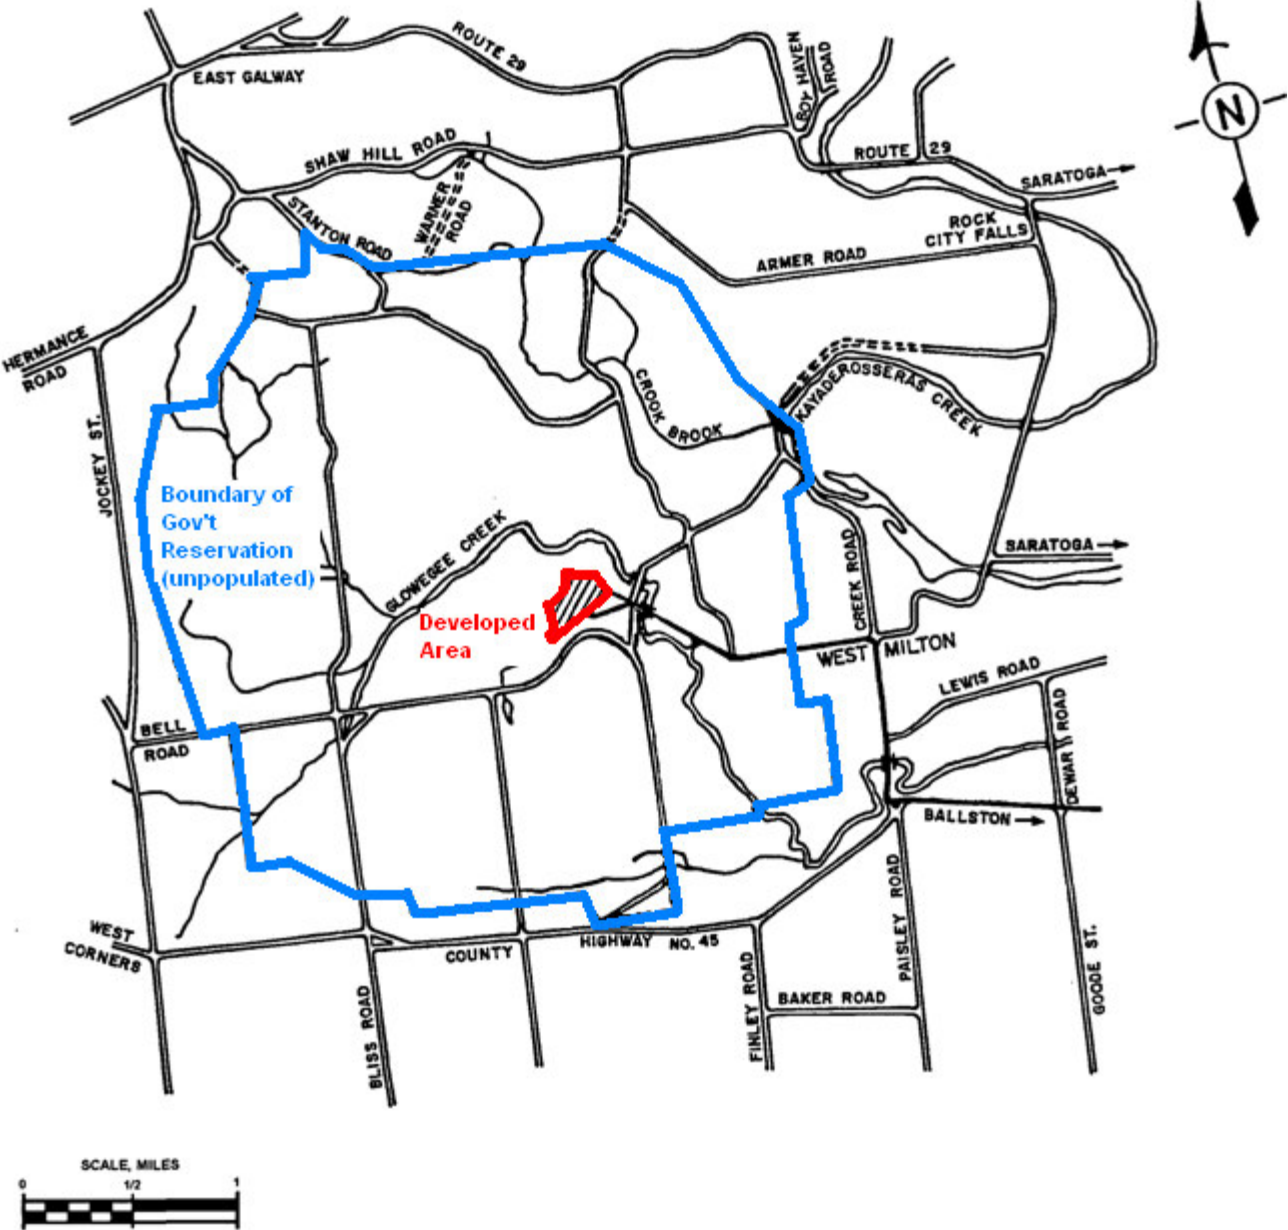 ROUTE 29
BOY HAVEN
ROAD
EAST GALWAY
N
SHAW HILL ROAD
ROUTE 29
SARATOGA
WARNER
ROAD
STANTON ROAD
ROCK
CITY FALLS
ARMER ROAD
HERMANCE
ROAD
KAYADEROSSERAS CREEK
CROOK BROOK
JOCKEY ST.
Boundary of
Gov't
Reservation
(unpopulated)
GLOWEGEE CREEK
SARATOGA
CREEK ROAD
Developed
Area
WEST MILTON
LEWIS ROAD
BELL
ROAD
DEWAR ROAD
BALLSTON
PAISLEY ROAD
WEST
CORNERS
COUNTY HIGHWAY NO. 45
GOODE ST.
FINLEY ROAD
BAKER ROAD
BLISS ROAD
SCALE, MILES
0 1/2 1